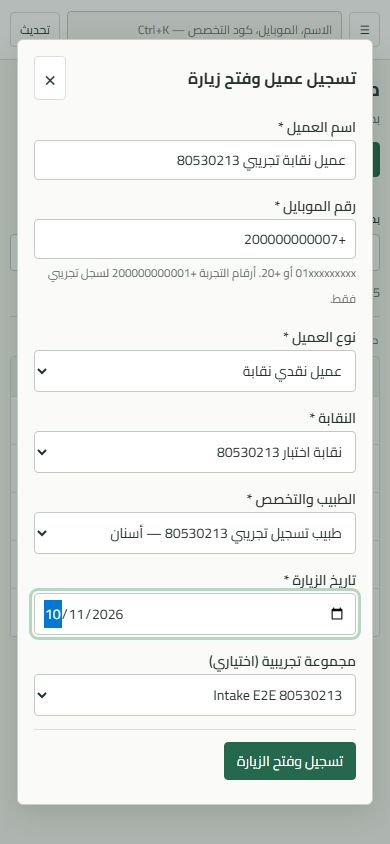 تحديث
الاسم، الموبايل، كود التخصص — Ctrl+K
تسجيل عميل وفتح زيارة
×
اسم العميل *
عميل نقابة تجريبي 80530213
رقم الموبايل *
+200000000007
01xxxxxxxxx أو +20. أرقام التجربة +200000000001 لسجل تجريبي
فقط.
نوع العميل *
عميل نقدي نقابة
النقابة *
نقابة اختبار 80530213
الطبيب والتخصص *
طبيب تسجيل تجريبي 80530213 — أسنان
تاريخ الزيارة *
10/11/2026
مجموعة تجريبية (اختياري)
Intake E2E 80530213
تسجيل وفتح الزيارة